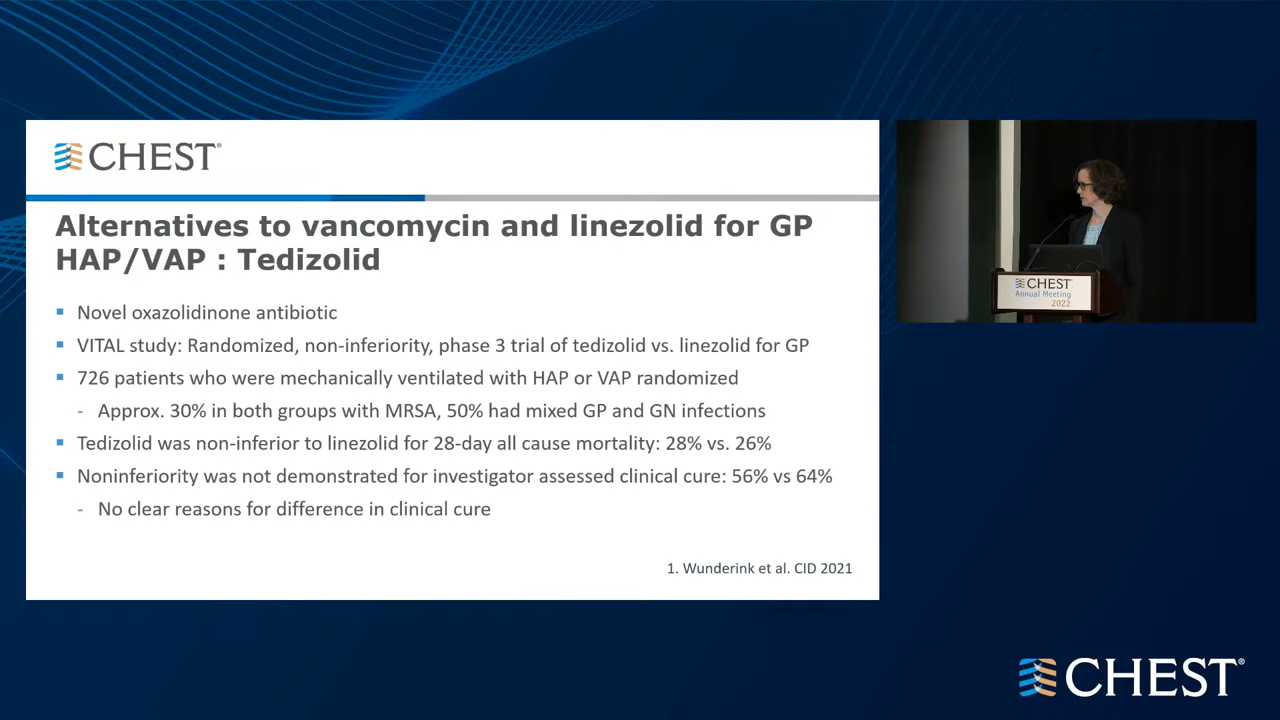 CHEST®
Alternatives to vancomycin and linezolid for GP
HAP/VAP : Tedizolid
▪ Novel oxazolidinone antibiotic
▪ VITAL study: Randomized, non-inferiority, phase 3 trial of tedizolid vs. linezolid for GP
▪ 726 patients who were mechanically ventilated with HAP or VAP randomized
- Approx. 30% in both groups with MRSA, 50% had mixed GP and GN infections
▪ Tedizolid was non-inferior to linezolid for 28-day all cause mortality: 28% vs. 26%
▪ Noninferiority was not demonstrated for investigator assessed clinical cure: 56% vs 64%
- No clear reasons for difference in clinical cure
1. Wunderink et al. CID 2021
CHEST
Annual Meeting
2022
CHEST®